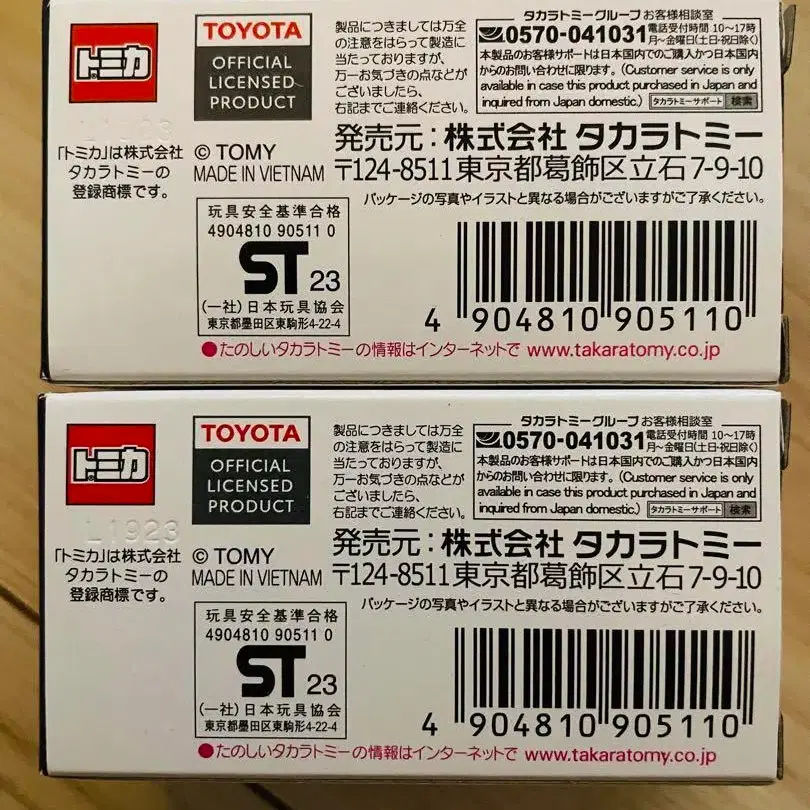 トミカ
TOYOTA
OFFICIAL
LICENSED
PRODUCT
製品につきましては万全
の注意をはらって製造に
当たっておりますが、
万一お気づきの点などが
ございましたら、
右記までご連絡ください。
タカラトミーグループ お客様相談室
0570-041031 電話受付時間 10〜17時
月〜金曜日(土日・祝日除く)
本製品のお客様サポートは日本国内でのご購入かつ日本国内
からのお問い合わせに限ります。(Customer service is only
available in case this product purchased in Japan and
inquired from Japan domestic.) タカラトミーサポート 検索
「トミカ」は株式会社
タカラトミーの
登録商標です。
© TOMY
MADE IN VIETNAM
発売元：株式会社 タカラトミー
〒124-8511 東京都葛飾区立石 7-9-10
パッケージの写真やイラストと異なる場合がございますがご了承ください。
玩具安全基準合格
4904810 90511 0
ST 23
(一社)日本玩具協会
東京都墨田区東駒形4-22-4
4 904810 905110
●たのしいタカラトミーの情報はインターネットで www.takaratomy.co.jp
トミカ
TOYOTA
OFFICIAL
LICENSED
PRODUCT
製品につきましては万全
の注意をはらって製造に
当たっておりますが、
万一お気づきの点などが
ございましたら、
右記までご連絡ください。
タカラトミーグループ お客様相談室
0570-041031 電話受付時間 10〜17時
月〜金曜日(土日・祝日除く)
本製品のお客様サポートは日本国内でのご購入かつ日本国内
からのお問い合わせに限ります。(Customer service is only
available in case this product purchased in Japan and
inquired from Japan domestic.) タカラトミーサポート 検索
L1923
「トミカ」は株式会社
タカラトミーの
登録商標です。
© TOMY
MADE IN VIETNAM
発売元：株式会社 タカラトミー
〒124-8511 東京都葛飾区立石 7-9-10
パッケージの写真やイラストと異なる場合がございますがご了承ください。
玩具安全基準合格
4904810 90511 0
ST 23
(一社)日本玩具協会
東京都墨田区東駒形4-22-4
4 904810 905110
●たのしいタカラトミーの情報はインターネットで www.takaratomy.co.jp